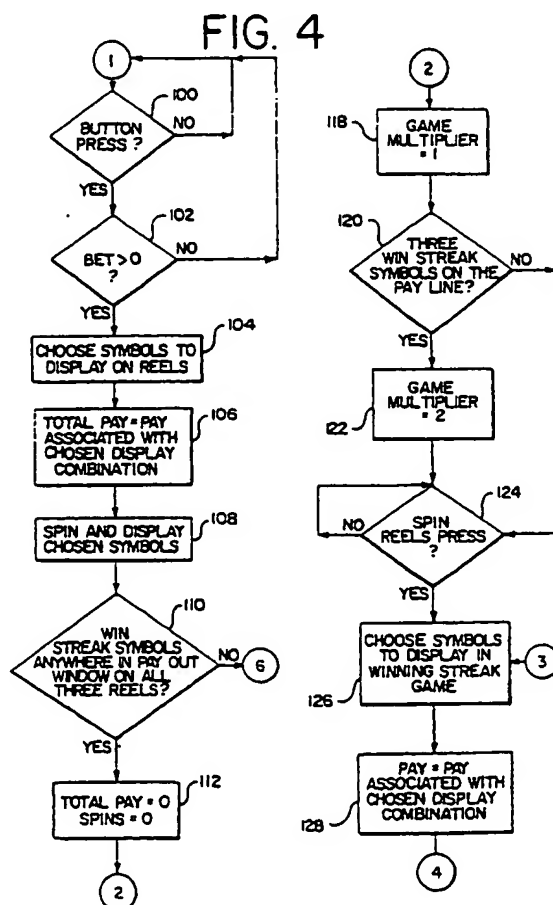 FIG. 4
1
100
BUTTON
PRESS ?
NO
YES
102
BET>0
?
NO
YES
104
CHOOSE SYMBOLS TO
DISPLAY ON REELS
106
TOTAL PAY=PAY
ASSOCIATED WITH
CHOSEN DISPLAY
COMBINATION
108
SPIN AND DISPLAY
CHOSEN SYMBOLS
110
WIN
STREAK SYMBOLS
ANYWHERE IN PAY OUT
WINDOW ON ALL
THREE REELS?
NO
6
YES
112
TOTAL PAY = 0
SPINS = 0
2
2
118
GAME
MULTIPLIER
= 1
120
THREE
WIN STREAK
SYMBOLS ON THE
PAY LINE?
NO
YES
GAME
MULTIPLIER
= 2
122
124
SPIN
REELS PRESS
?
NO
YES
CHOOSE SYMBOLS
TO DISPLAY IN
WINNING STREAK
GAME
126
3
PAY = PAY
ASSOCIATED WITH
CHOSEN DISPLAY
COMBINATION
128
4